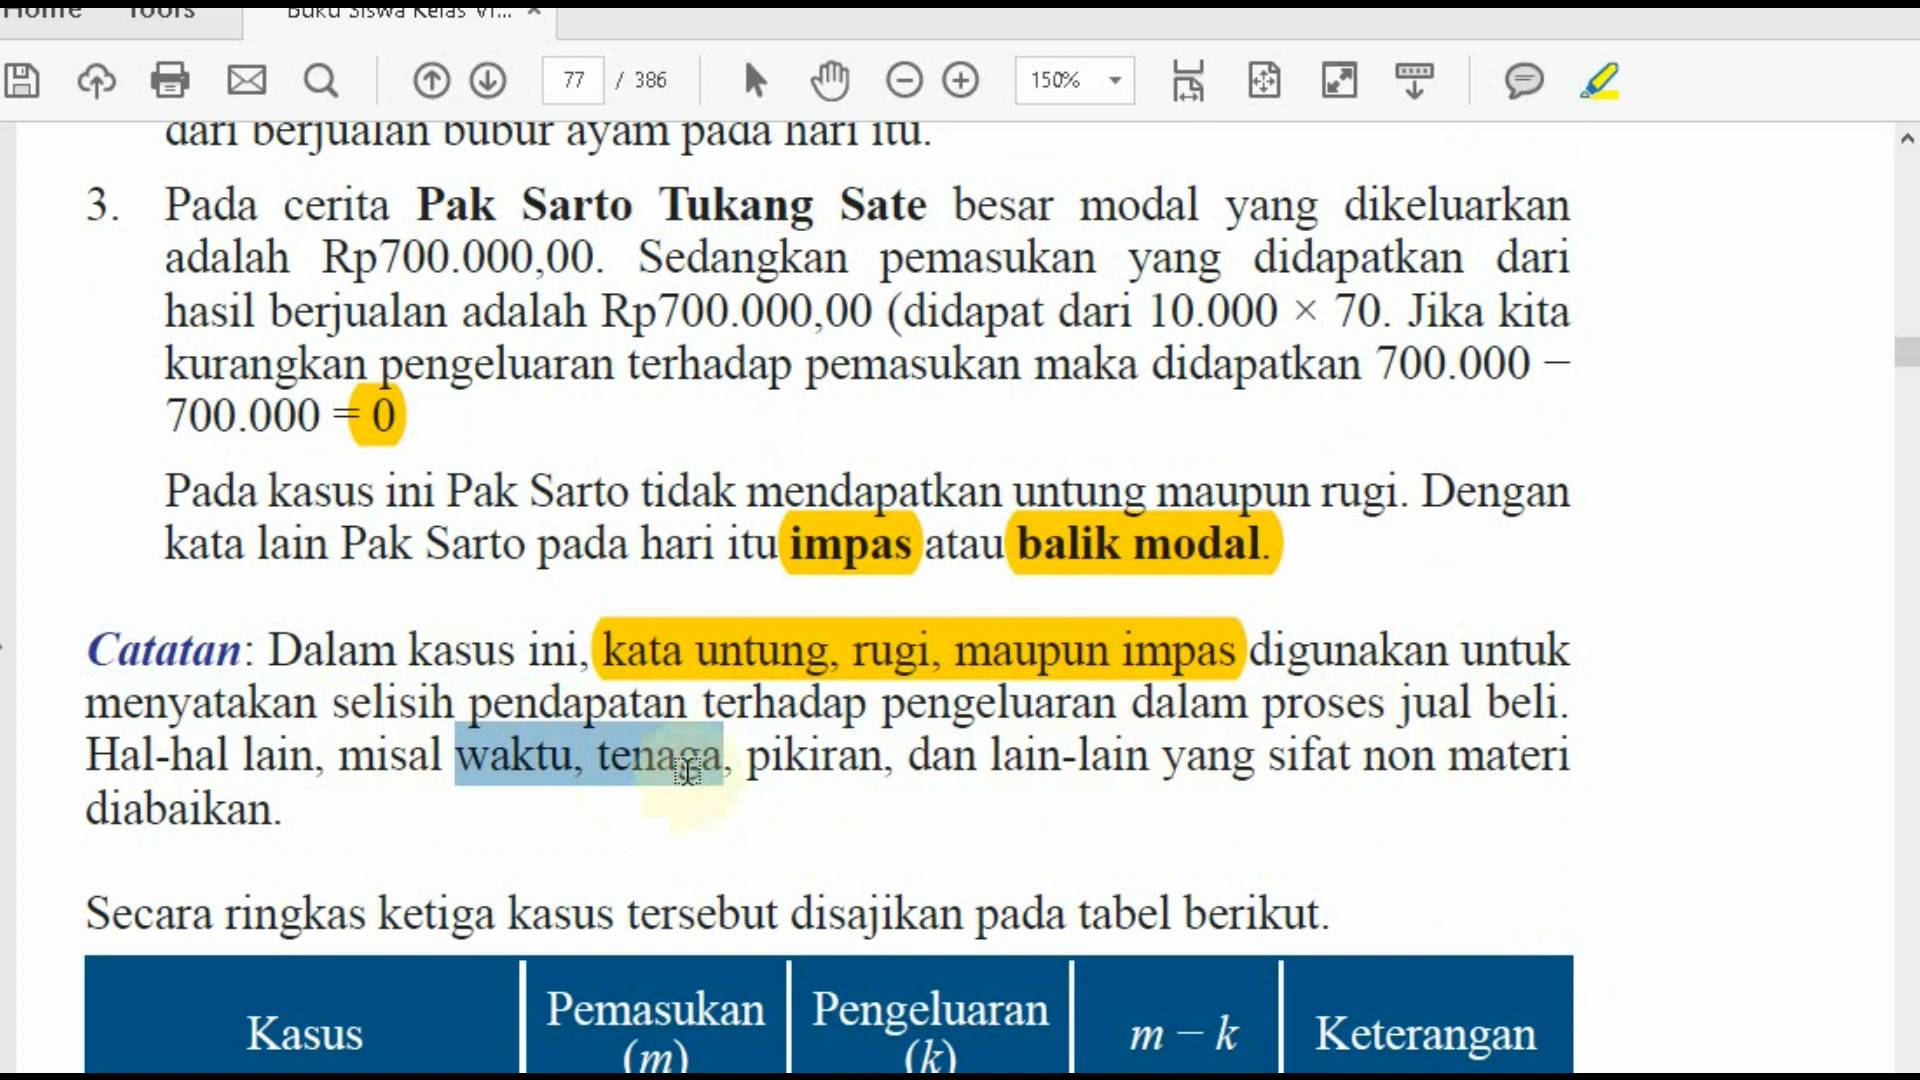 Home Tools Buku Siswa Kelas VI... ×
77 / 386 150%
dari berjualan bubur ayam pada hari itu.
3. Pada cerita Pak Sarto Tukang Sate besar modal yang dikeluarkan
adalah Rp700.000,00. Sedangkan pemasukan yang didapatkan dari
hasil berjualan adalah Rp700.000,00 (didapat dari 10.000 × 70. Jika kita
kurangkan pengeluaran terhadap pemasukan maka didapatkan 700.000 −
700.000 = 0
Pada kasus ini Pak Sarto tidak mendapatkan untung maupun rugi. Dengan
kata lain Pak Sarto pada hari itu impas atau balik modal.
Catatan: Dalam kasus ini, kata untung, rugi, maupun impas digunakan untuk
menyatakan selisih pendapatan terhadap pengeluaran dalam proses jual beli.
Hal-hal lain, misal waktu, tenaga, pikiran, dan lain-lain yang sifat non materi
diabaikan.
Secara ringkas ketiga kasus tersebut disajikan pada tabel berikut.
Kasus Pemasukan (m) Pengeluaran (k) m − k Keterangan